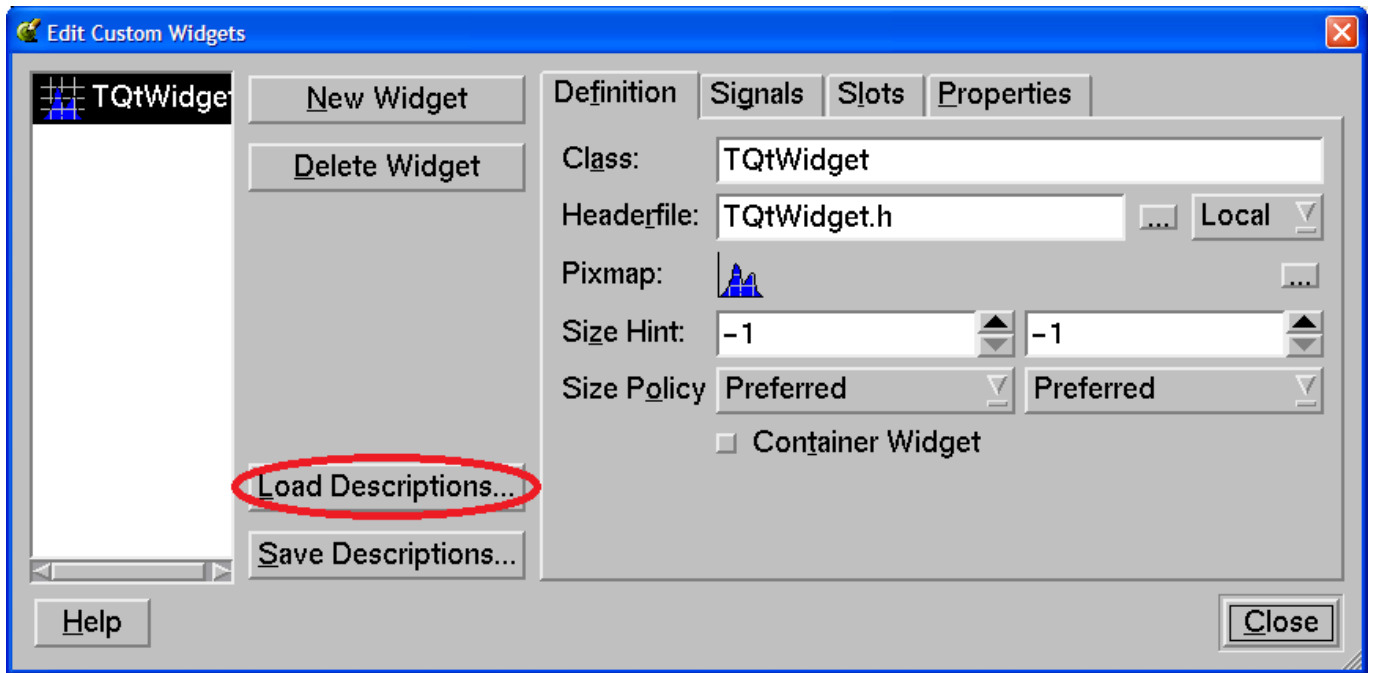 Edit Custom Widgets
TQtWidget
New Widget
Delete Widget
Load Descriptions...
Save Descriptions...
Definition
Signals
Slots
Properties
Class:
TQtWidget
Headerfile:
TQtWidget.h
...
Local
Pixmap:
...
Size Hint:
-1
-1
Size Policy
Preferred
Preferred
Container Widget
Help
Close